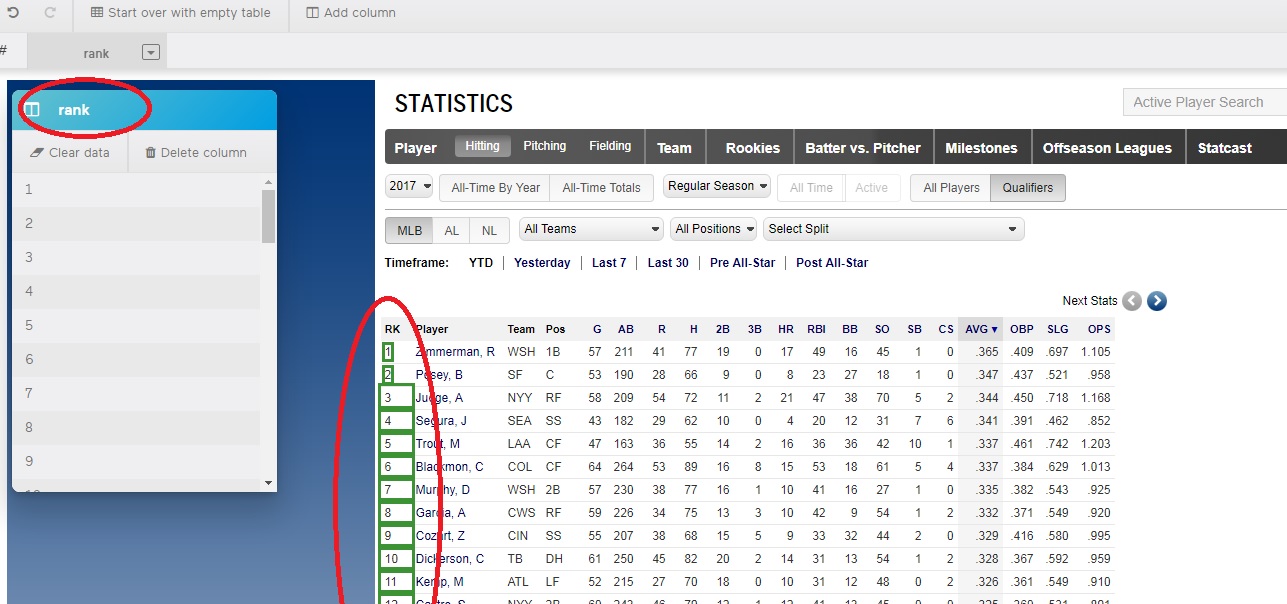 Start over with empty table Add column
# rank
rank
Clear data Delete column
1
2
3
4
5
6
7
8
9
10
STATISTICS Active Player Search
Player Hitting Pitching Fielding Team Rookies Batter vs. Pitcher Milestones Offseason Leagues Statcast
2017 All-Time By Year All-Time Totals Regular Season All Time Active All Players Qualifiers
MLB AL NL All Teams All Positions Select Split
Timeframe: YTD Yesterday Last 7 Last 30 Pre All-Star Post All-Star
Next Stats
RK Player Team Pos G AB R H 2B 3B HR RBI BB SO SB CS AVG▼ OBP SLG OPS
1 Zimmerman, R WSH 1B 57 211 41 77 19 0 17 49 16 45 1 0 .365 .409 .697 1.105
2 Posey, B SF C 53 190 28 66 9 0 8 23 27 18 1 0 .347 .437 .521 .958
3 Judge, A NYY RF 58 209 54 72 11 2 21 47 38 70 5 2 .344 .450 .718 1.168
4 Segura, J SEA SS 43 182 29 62 10 0 4 20 12 31 7 6 .341 .391 .462 .852
5 Trout, M LAA CF 47 163 36 55 14 2 16 36 36 42 10 1 .337 .461 .742 1.203
6 Blackmon, C COL CF 64 264 53 89 16 8 15 53 18 61 5 4 .337 .384 .629 1.013
7 Murphy, D WSH 2B 57 230 38 77 16 1 10 41 16 27 1 0 .335 .382 .543 .925
8 Garcia, A CWS RF 59 226 34 75 13 3 10 42 9 54 1 2 .332 .371 .549 .920
9 Cozart, Z CIN SS 55 207 38 68 15 5 9 33 32 44 2 0 .329 .416 .580 .995
10 Dickerson, C TB DH 61 250 45 82 20 2 14 31 13 54 1 2 .328 .367 .592 .959
11 Kemp, M ATL LF 52 215 27 70 18 0 10 31 12 48 0 2 .326 .361 .549 .910